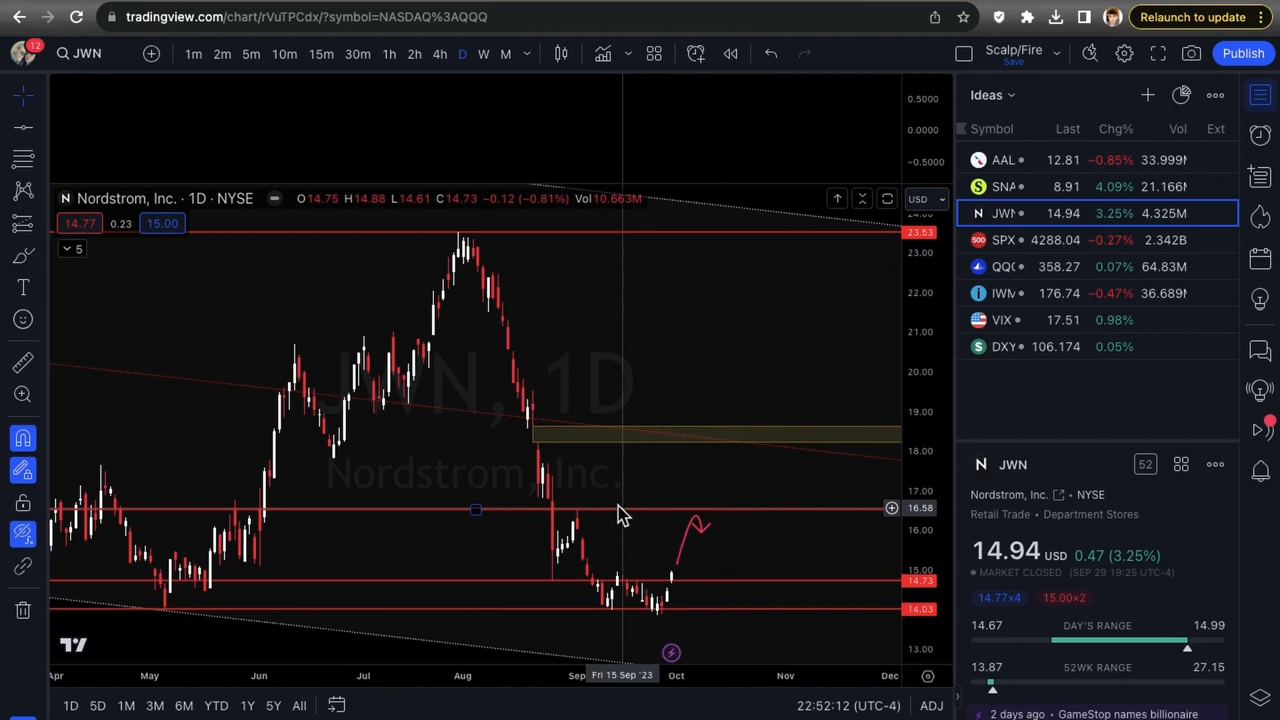 tradingview.com/chart/rVuTPCdx/?symbol=NASDAQ%3AQQQ
Relaunch to update
12
JWN
1m 2m 5m 10m 15m 30m 1h 2h 4h D W M
Scalp/Fire
Save
Publish
Nordstrom, Inc. · 1D · NYSE
O14.75 H14.88 L14.61 C14.73 −0.12 (−0.81%) Vol10.663M
USD
14.77 0.23 15.00
5
JWN, 1D
Nordstrom, Inc.
0.5000
0.0000
-0.5000
24.00
23.53
23.00
22.00
21.00
19.00
18.00
17.00
16.58
16.00
15.00
14.73
14.03
13.00
Apr May Jun Jul Aug Sep Fri 15 Sep '23 Oct Nov Dec
1D 5D 1M 3M 6M YTD 1Y 5Y All
22:52:12 (UTC-4) ADJ
Ideas
Symbol Last Chg% Vol Ext
AAL 12.81 −0.85% 33.999M
SNA 8.91 4.09% 21.166M
JWN 14.94 3.25% 4.325M
SPX 4288.04 −0.27% 2.342B
QQQ 358.27 0.07% 64.83M
IWM 176.74 −0.47% 36.689M
VIX 17.51 0.98%
DXY 106.174 0.05%
N JWN
52
Nordstrom, Inc. NYSE
Retail Trade · Department Stores
14.94 USD 0.47 (3.25%)
MARKET CLOSED (SEP 29 19:25 UTC-4)
14.77×4 15.00×2
14.67 DAY'S RANGE 14.99
13.87 52WK RANGE 27.15
2 days ago · GameStop names billionaire